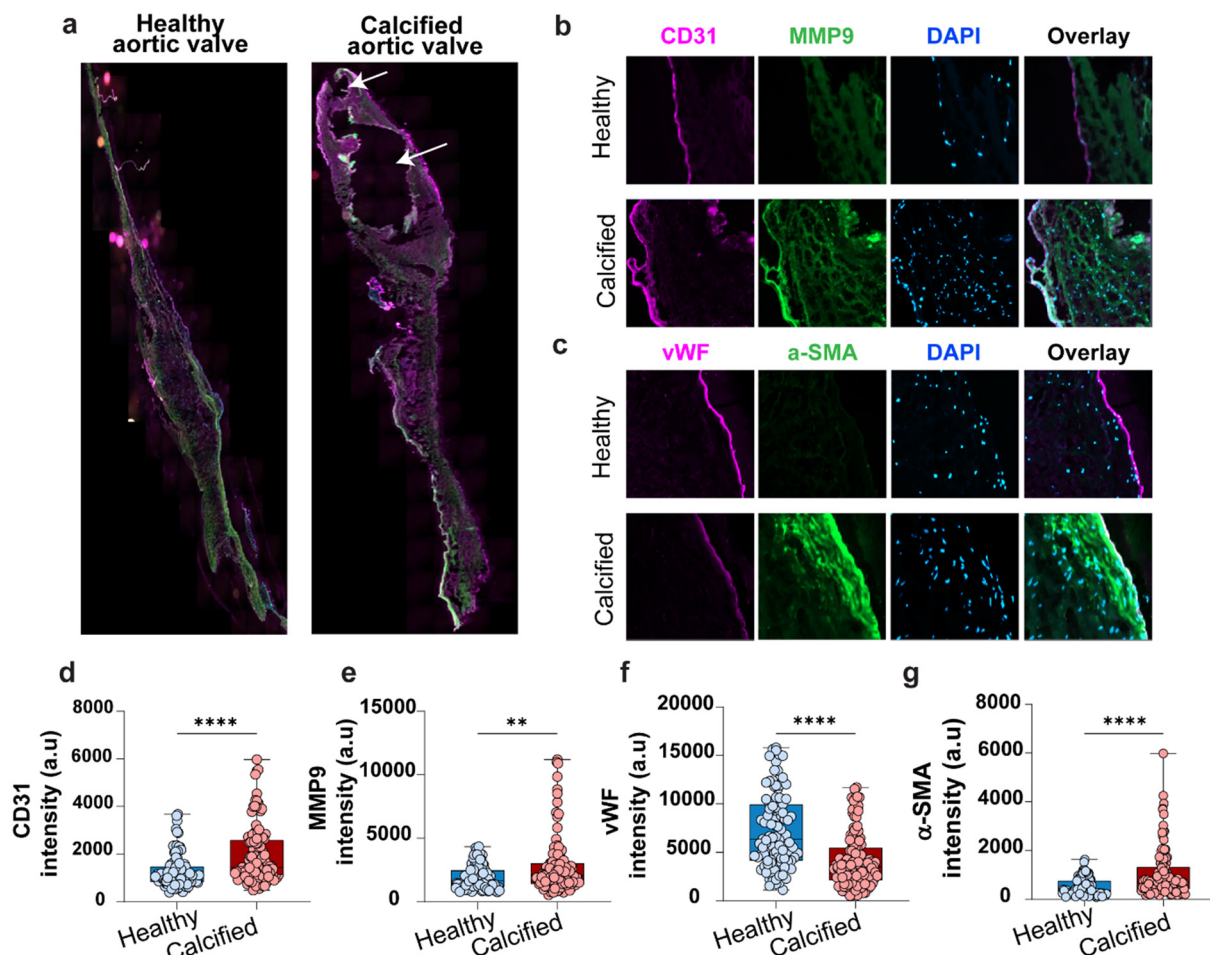 a
Healthy
aortic valve
Calcified
aortic valve
b
CD31 MMP9 DAPI Overlay
Healthy
Calcified
c
vWF a-SMA DAPI Overlay
Healthy
Calcified
d
CD31
intensity (a.u)
8000
6000
4000
2000
0
****
Healthy
Calcified
e
MMP9
intensity (a.u)
15000
10000
5000
0
**
Healthy
Calcified
f
vWF
intensity (a.u)
20000
15000
10000
5000
0
****
Healthy
Calcified
g
α-SMA
intensity (a.u)
8000
6000
4000
2000
0
****
Healthy
Calcified